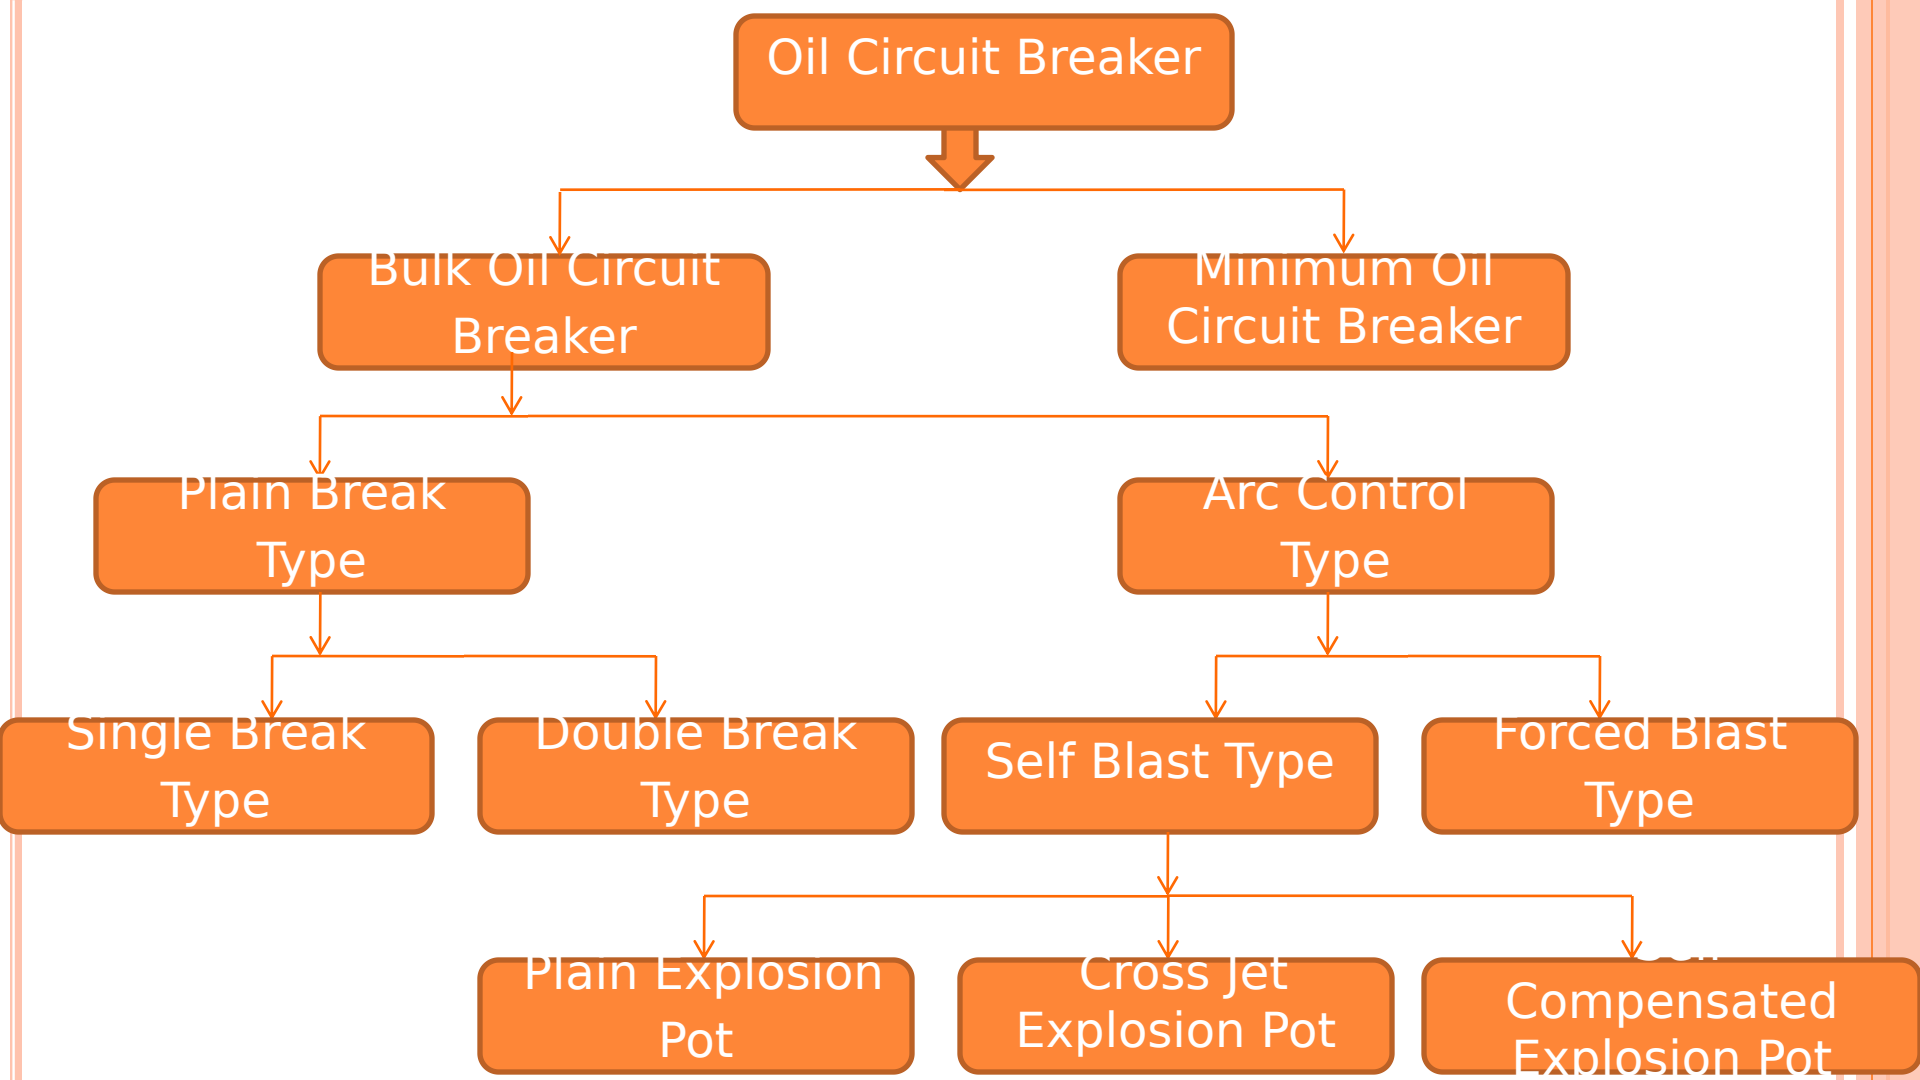 Oil Circuit Breaker
Bulk Oil Circuit
Breaker
Minimum Oil
Circuit Breaker
Plain Break
Type
Arc Control
Type
Single Break
Type
Double Break
Type
Self Blast Type
Forced Blast
Type
Plain Explosion
Pot
Cross Jet
Explosion Pot
Self
Compensated
Explosion Pot